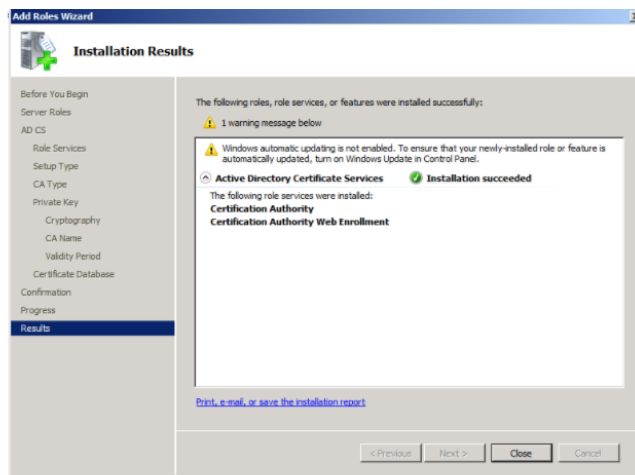 Add Roles Wizard
Installation Results
Before You Begin
Server Roles
AD CS
Role Services
Setup Type
CA Type
Private Key
Cryptography
CA Name
Validity Period
Certificate Database
Confirmation
Progress
Results
The following roles, role services, or features were installed successfully:
1 warning message below
Windows automatic updating is not enabled. To ensure that your newly-installed role or feature is
automatically updated, turn on Windows Update in Control Panel.
Active Directory Certificate Services Installation succeeded
The following role services were installed:
Certification Authority
Certification Authority Web Enrollment
Print, e-mail, or save the installation report
< Previous Next > Close Cancel